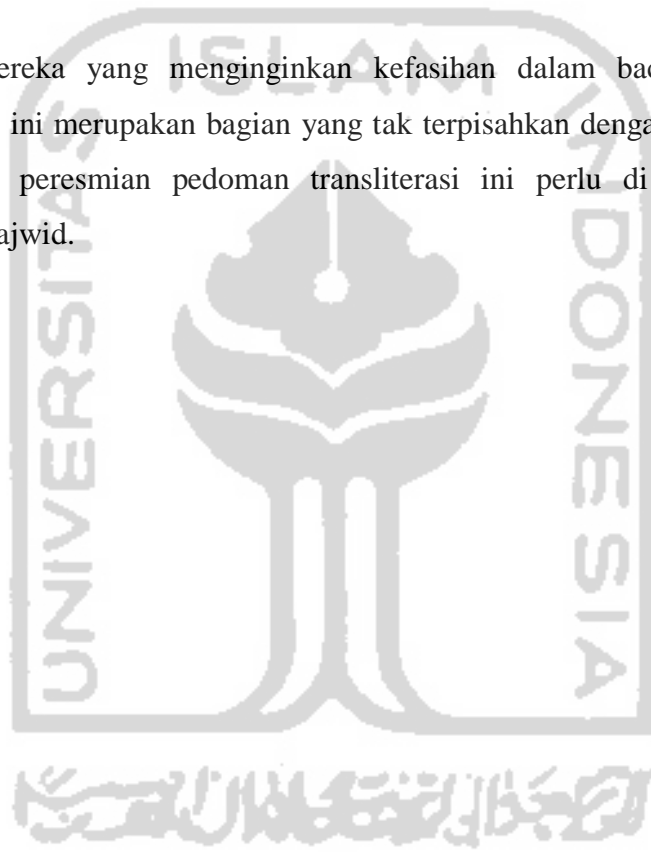 ISLAM
ereka yang menginginkan kefasihan dalam bac
ini merupakan bagian yang tak terpisahkan denga
peresmian pedoman transliterasi ini perlu di
ajwid.
UNIVERSITAS
INDONESIA